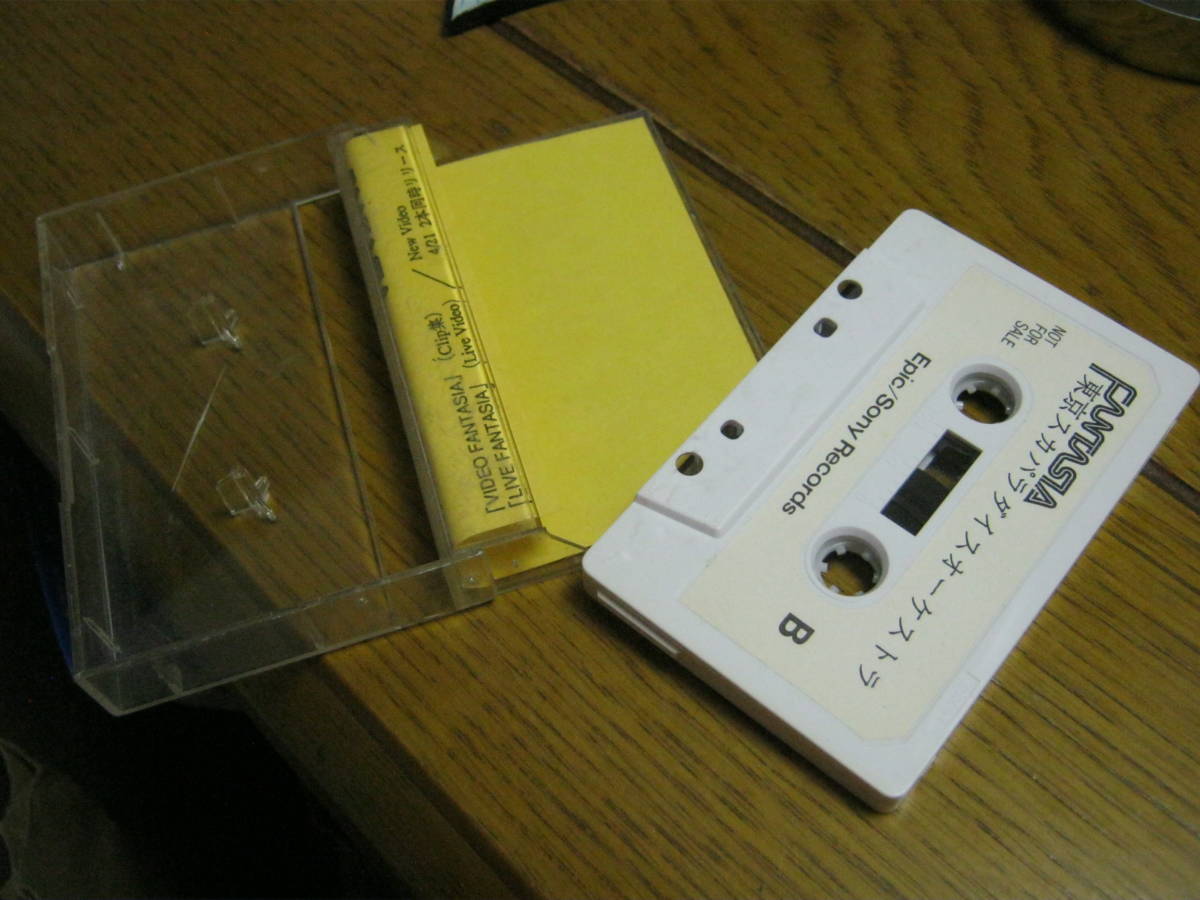 『VIDEO FANTASIA』 (Clip集)
『LIVE FANTASIA』 (Live Video)
/
New Video
4/21 2本同時リリース
NOT
FOR
SALE
FANTASIA
東京スカパラダイスオーケストラ
Epic/Sony Records
B